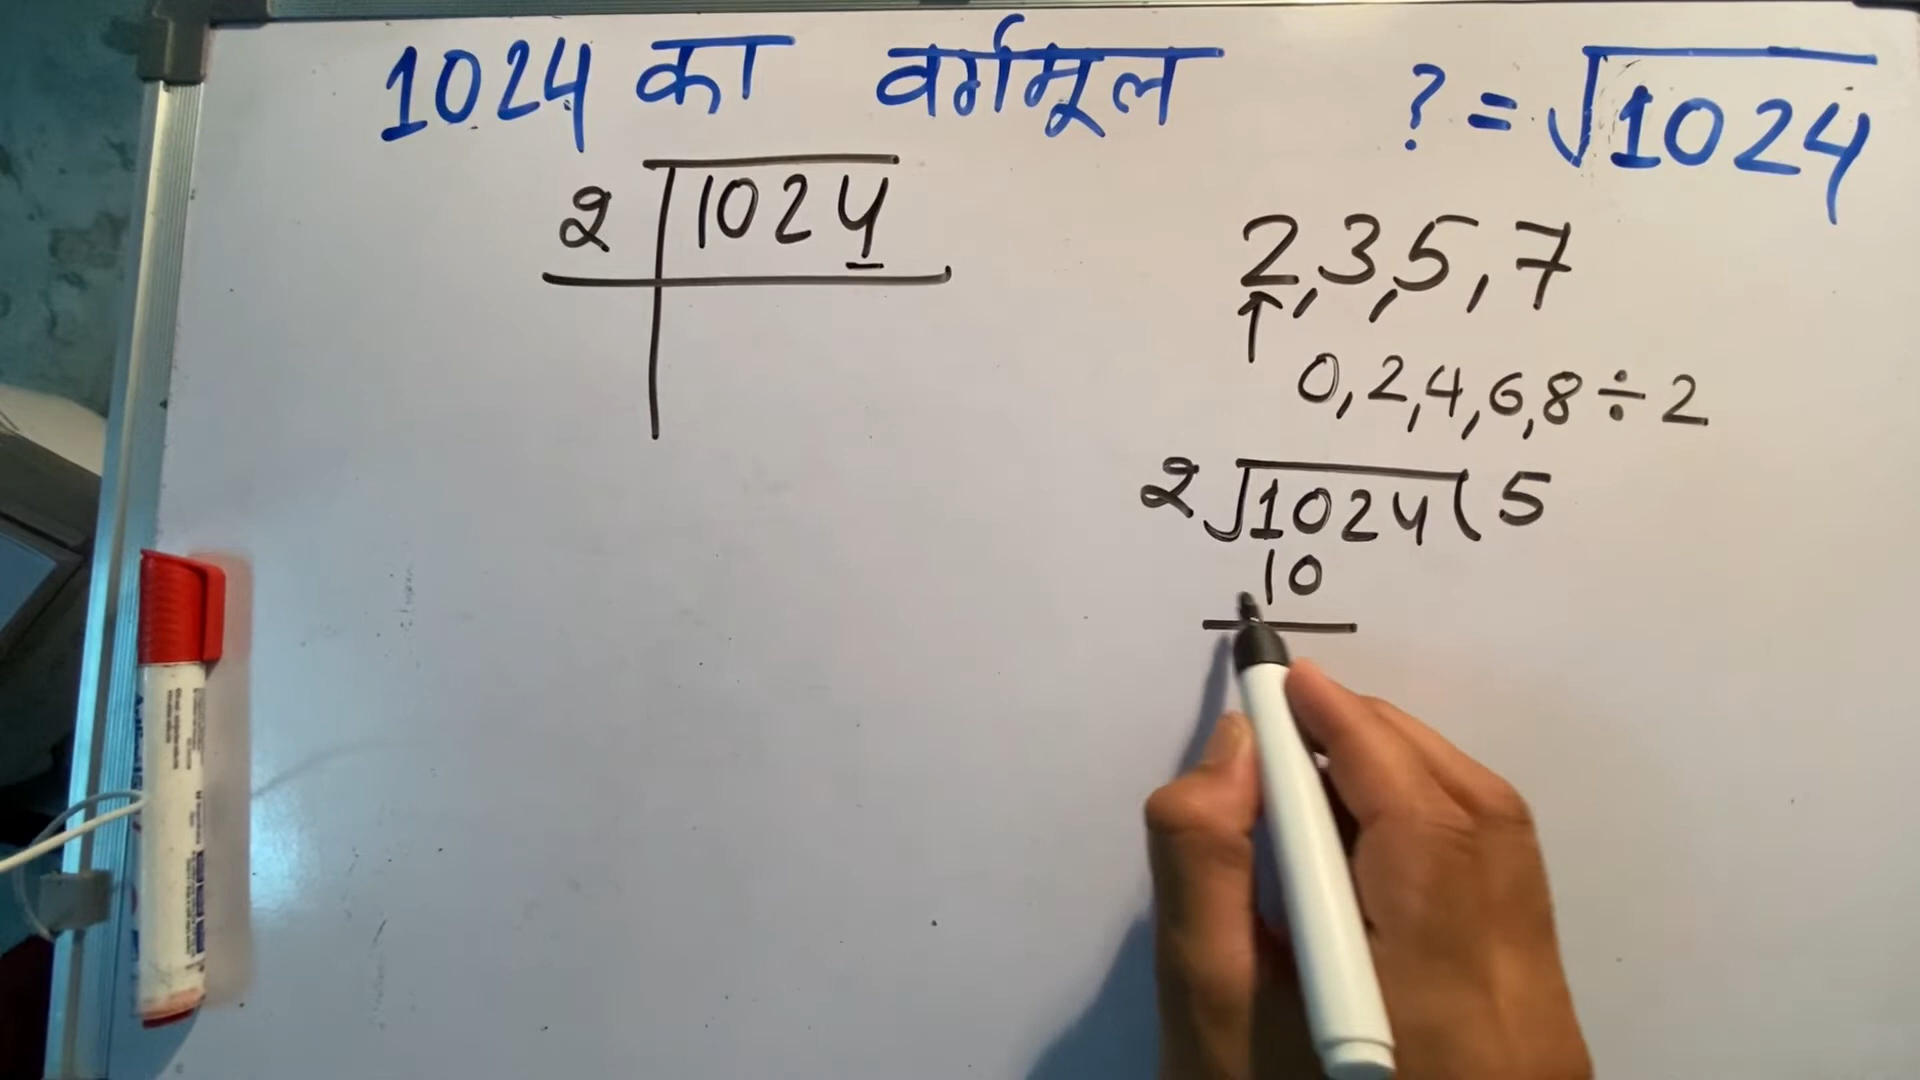 1024 का वर्गमूल ? = √1024
2 | 1024
2, 3, 5, 7
↑
0, 2, 4, 6, 8 ÷ 2
2 √1024 ( 5
10